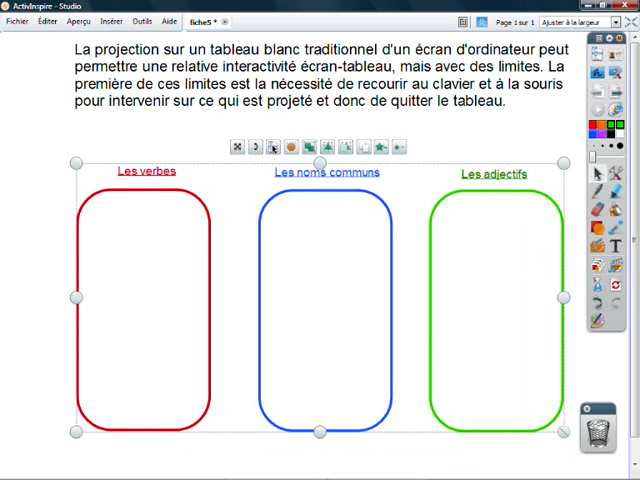 ActivInspire - Studio
Fichier Éditer Aperçu Insérer Outils Aide fiche5 * Page 1 sur 1 Ajuster à la largeur
La projection sur un tableau blanc traditionnel d'un écran d'ordinateur peut
permettre une relative interactivité écran-tableau, mais avec des limites. La
première de ces limites est la nécessité de recourir au clavier et à la souris
pour intervenir sur ce qui est projeté et donc de quitter le tableau.
Les verbes Les noms communs Les adjectifs